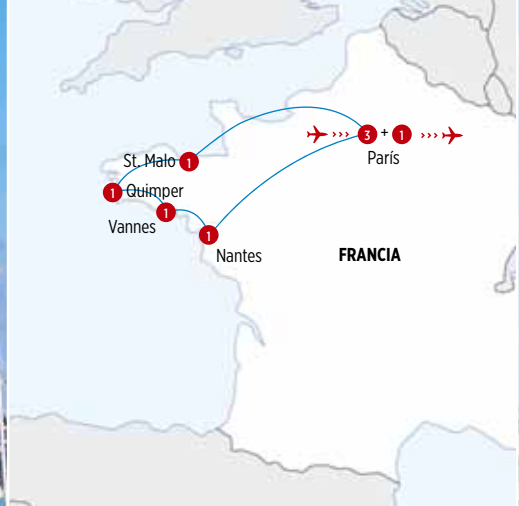 3 + 1
París
St. Malo 1
1 Quimper
1
Vannes
1
Nantes
FRANCIA